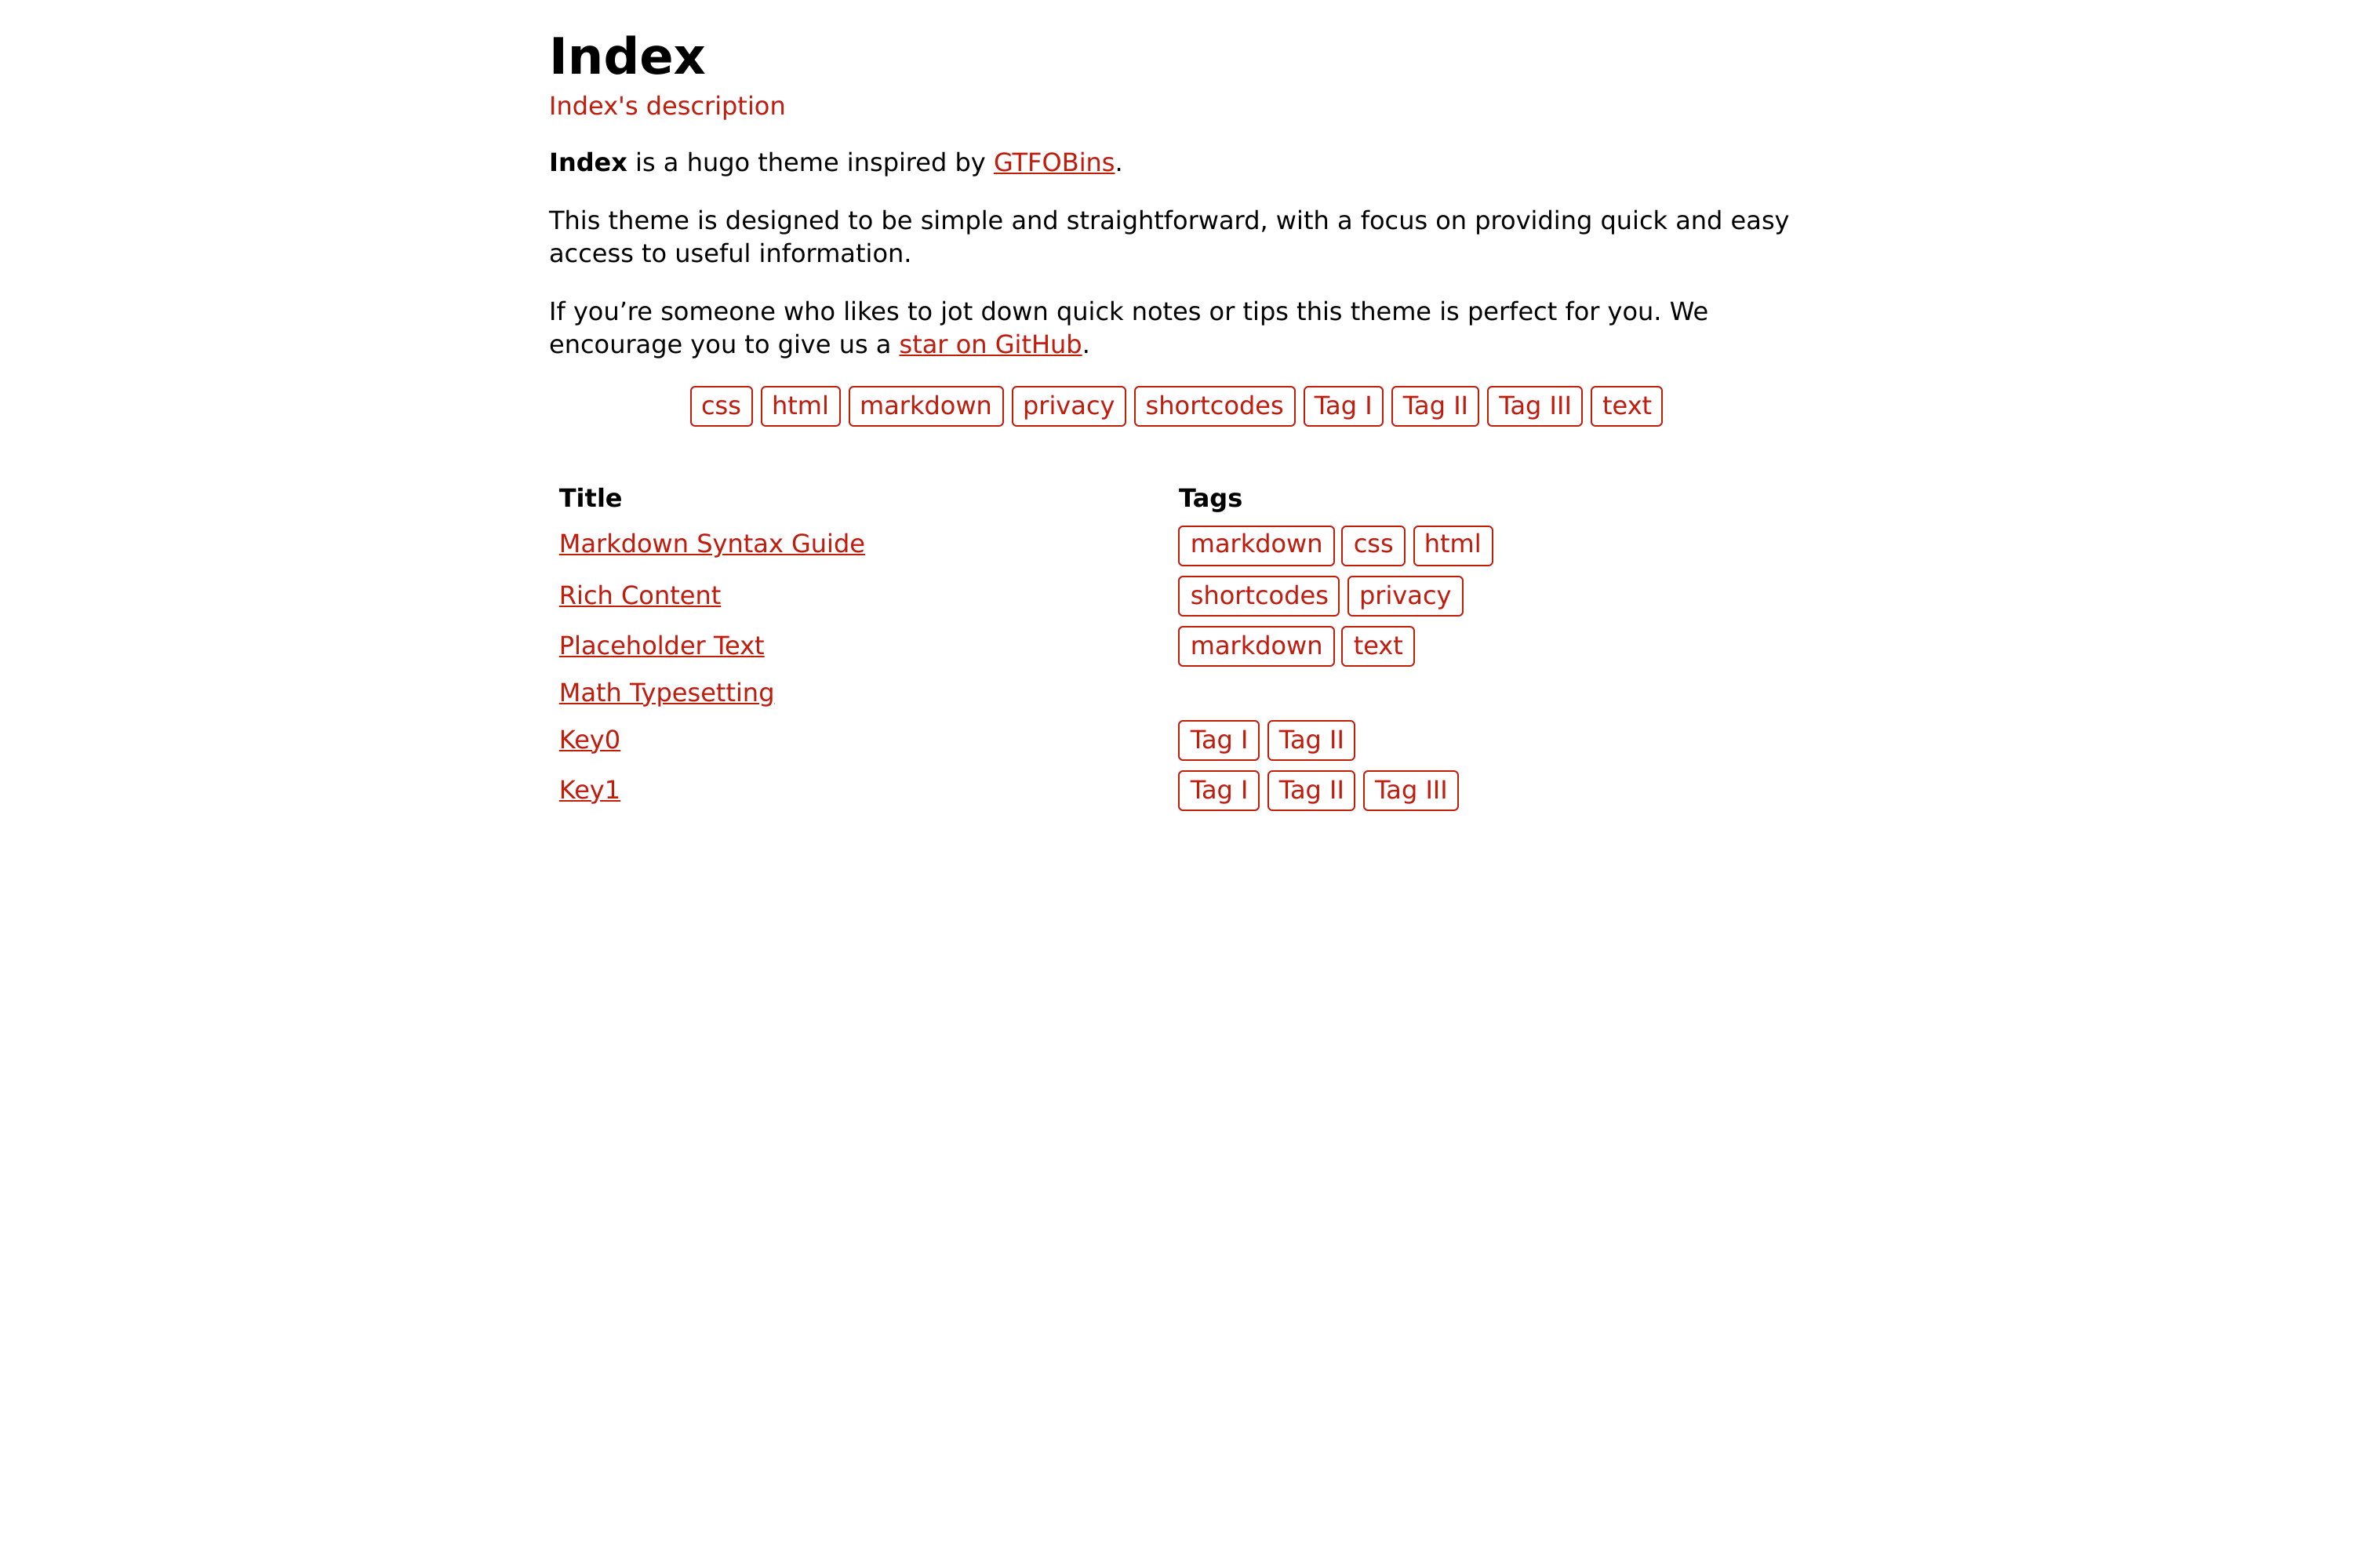 Index
Index's description
Index is a hugo theme inspired by GTFOBins.
This theme is designed to be simple and straightforward, with a focus on providing quick and easy
access to useful information.
If you’re someone who likes to jot down quick notes or tips this theme is perfect for you. We
encourage you to give us a star on GitHub.
css html markdown privacy shortcodes Tag I Tag II Tag III text
Title Tags
Markdown Syntax Guide markdown css html
Rich Content shortcodes privacy
Placeholder Text markdown text
Math Typesetting
Key0 Tag I Tag II
Key1 Tag I Tag II Tag III